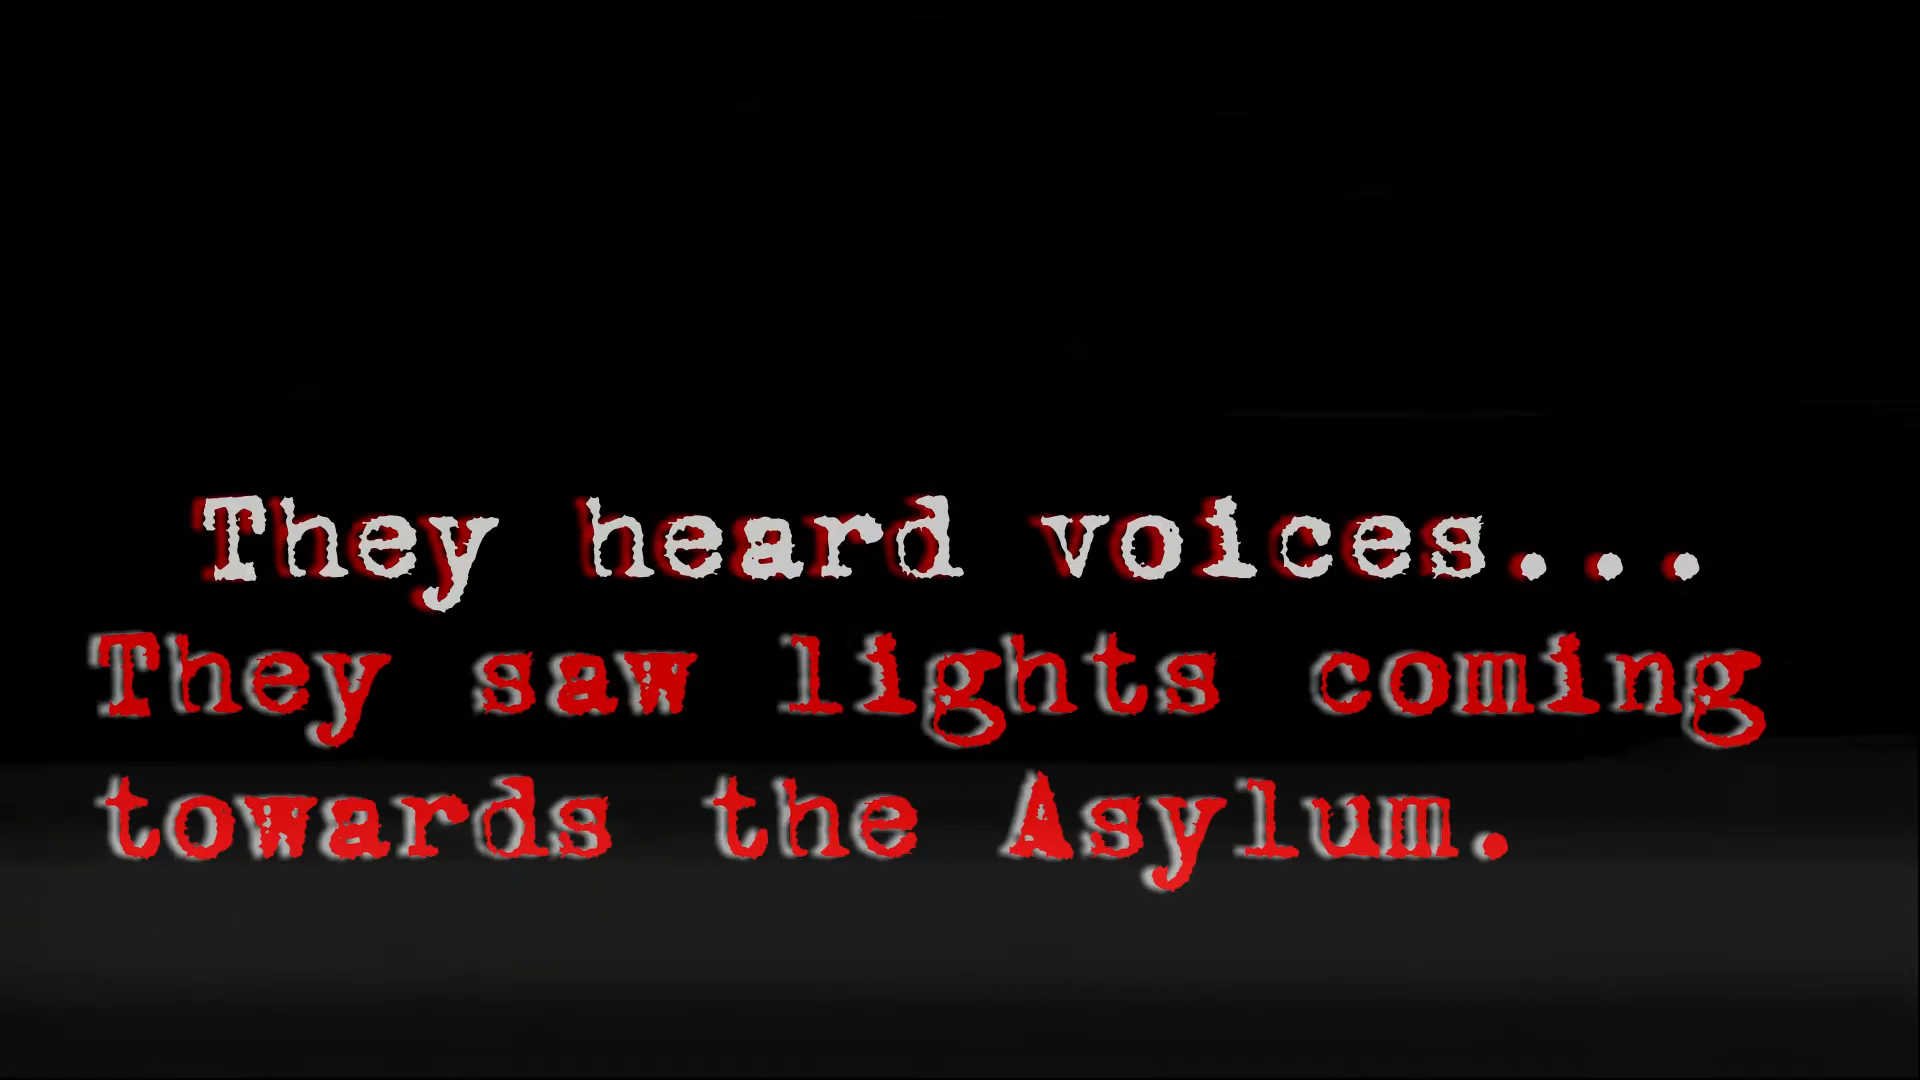 They heard voices...
They saw lights coming
towards the Asylum.